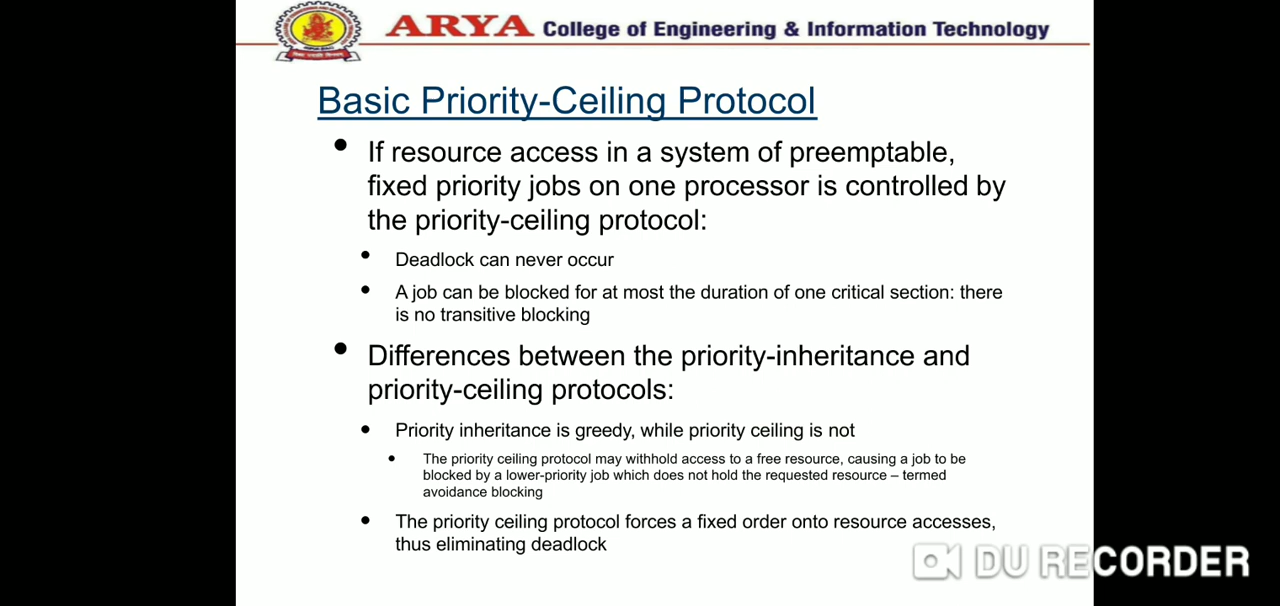 ARYA College of Engineering & Information Technology
Basic Priority-Ceiling Protocol
• If resource access in a system of preemptable,
fixed priority jobs on one processor is controlled by
the priority-ceiling protocol:
• Deadlock can never occur
• A job can be blocked for at most the duration of one critical section: there
is no transitive blocking
• Differences between the priority-inheritance and
priority-ceiling protocols:
• Priority inheritance is greedy, while priority ceiling is not
• The priority ceiling protocol may withhold access to a free resource, causing a job to be
blocked by a lower-priority job which does not hold the requested resource – termed
avoidance blocking
• The priority ceiling protocol forces a fixed order onto resource accesses,
thus eliminating deadlock
DU RECORDER